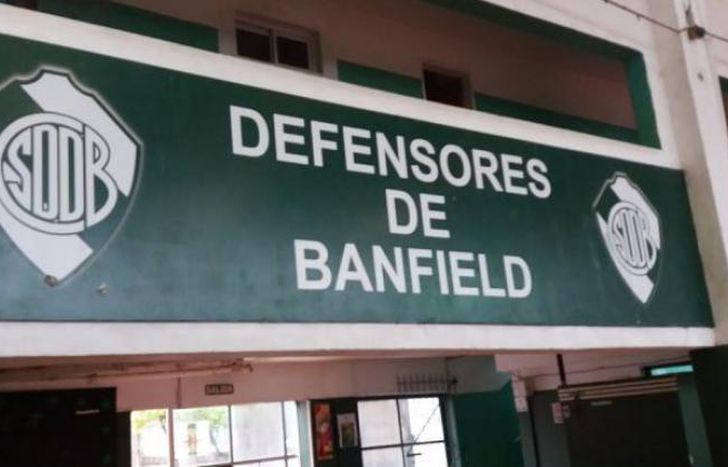 SDDB
DEFENSORES
DE
BANFIELD
SDDB
SALIDA